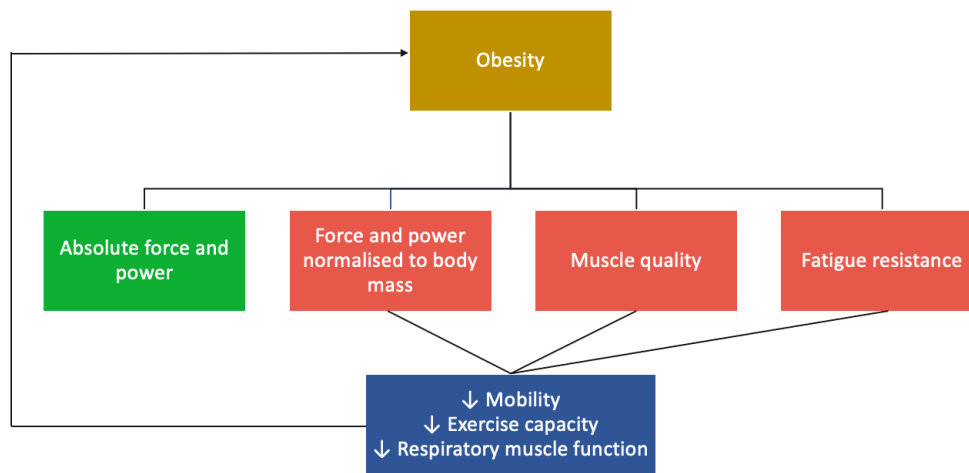 Obesity
Absolute force and
power
Force and power
normalised to body
mass
Muscle quality
Fatigue resistance
↓ Mobility
↓ Exercise capacity
↓ Respiratory muscle function